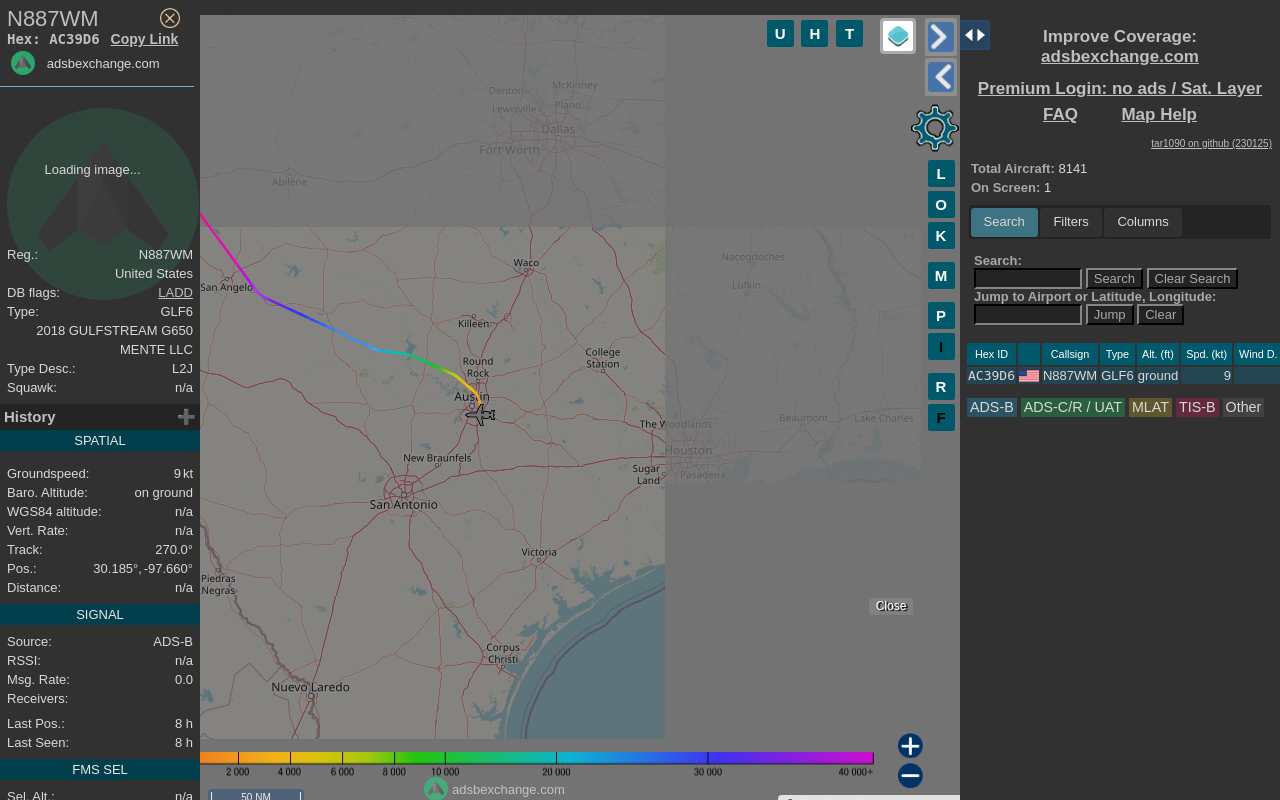 N887WM
Hex: AC39D6 Copy Link
adsbexchange.com
Loading image...
Reg.: N887WM
United States
DB flags: LADD
Type: GLF6
2018 GULFSTREAM G650
MENTE LLC
Type Desc.: L2J
Squawk: n/a
History
SPATIAL
Groundspeed: 9 kt
Baro. Altitude: on ground
WGS84 altitude: n/a
Vert. Rate: n/a
Track: 270.0°
Pos.: 30.185°, -97.660°
Distance: n/a
SIGNAL
Source: ADS-B
RSSI: n/a
Msg. Rate: 0.0
Receivers:
Last Pos.: 8 h
Last Seen: 8 h
FMS SEL
Sel. Alt.: n/a
U H T
L
O
K
M
P
I
R
F
Denton
McKinney
Lewisville
Plano
Dallas
Fort Worth
Abilene
Waco
Nacogdoches
Lufkin
San Angelo
Killeen
College
Station
Round
Rock
Austin
Beaumont
Lake Charles
The Woodlands
Houston
New Braunfels
Sugar
Land
Pasadena
San Antonio
Victoria
Piedras
Negras
Close
Corpus
Christi
Nuevo Laredo
2 000 4 000 6 000 8 000 10 000 20 000 30 000 40 000+
adsbexchange.com
50 NM
Improve Coverage:
adsbexchange.com
Premium Login: no ads / Sat. Layer
FAQ Map Help
tar1090 on github (230125)
Total Aircraft: 8141
On Screen: 1
Search Filters Columns
Search:
Search Clear Search
Jump to Airport or Latitude, Longitude:
Jump Clear
Hex ID Callsign Type Alt. (ft) Spd. (kt) Wind D.
AC39D6 N887WM GLF6 ground 9
ADS-B ADS-C/R / UAT MLAT TIS-B Other